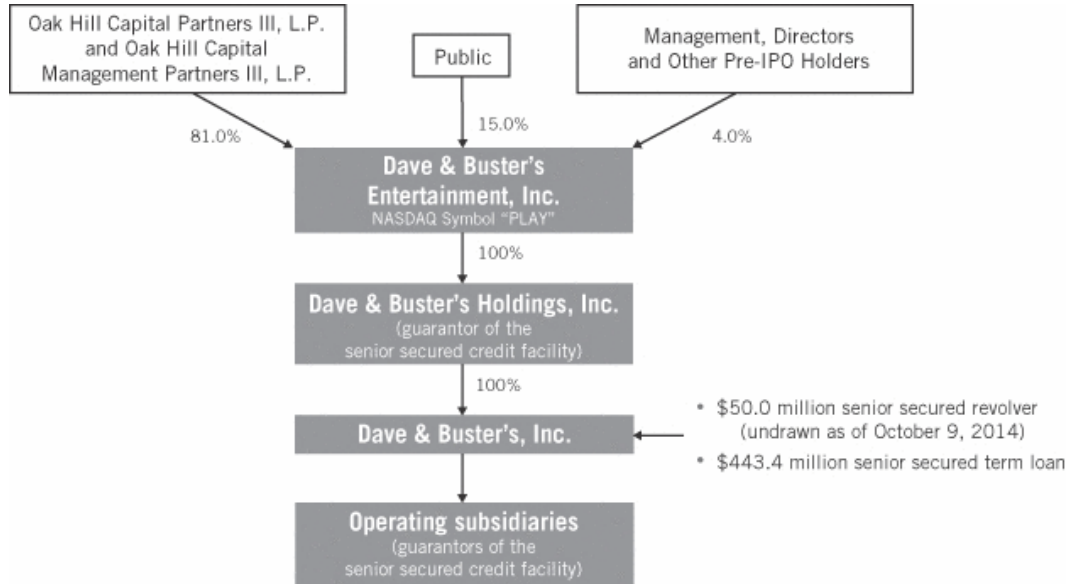 Oak Hill Capital Partners III, L.P.
and Oak Hill Capital
Management Partners III, L.P.
Public
Management, Directors
and Other Pre-IPO Holders
81.0%
15.0%
4.0%
Dave & Buster's
Entertainment, Inc.
NASDAQ Symbol "PLAY"
100%
Dave & Buster's Holdings, Inc.
(guarantor of the
senior secured credit facility)
100%
Dave & Buster's, Inc.
• $50.0 million senior secured revolver
(undrawn as of October 9, 2014)
• $443.4 million senior secured term loan
Operating subsidiaries
(guarantors of the
senior secured credit facility)